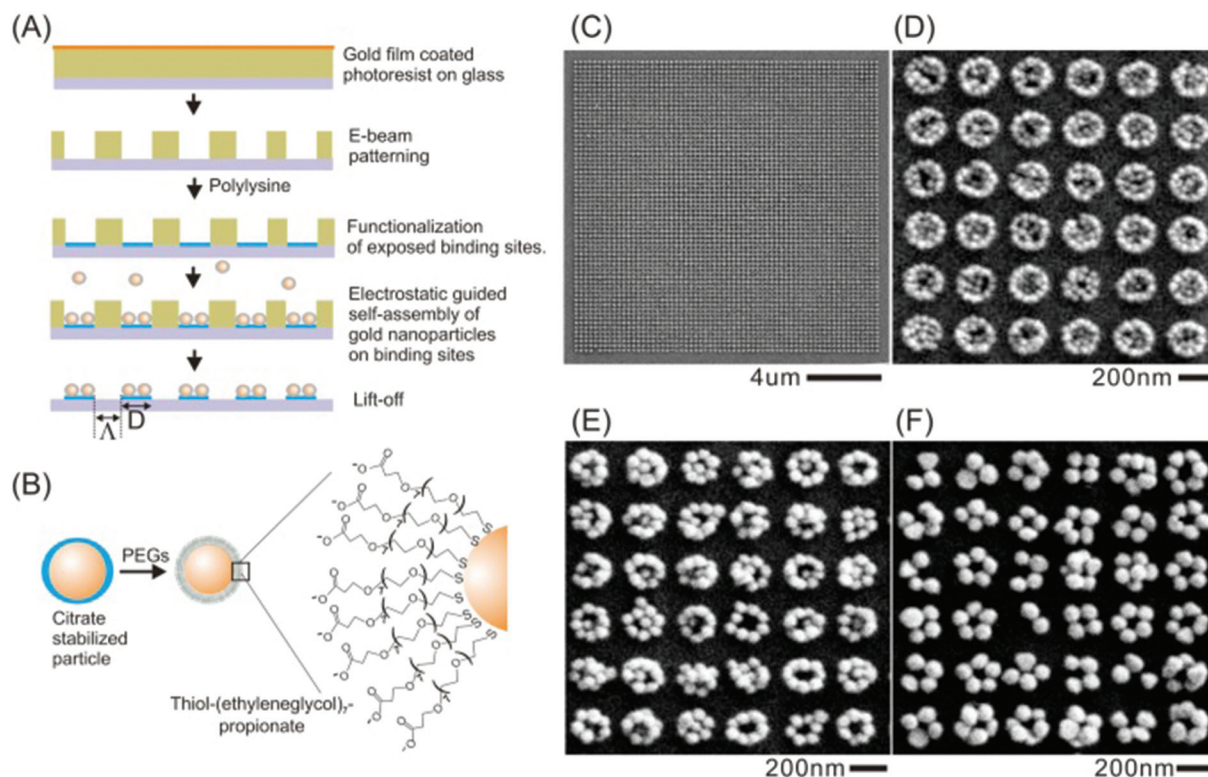 (A)
Gold film coated
photoresist on glass
E-beam
patterning
Polylysine
Functionalization
of exposed binding sites.
Electrostatic guided
self-assembly of
gold nanoparticles
on binding sites
Lift-off
Λ
D
(B)
PEGs
Citrate
stabilized
particle
Thiol-(ethyleneglycol)₇-
propionate
(C)
4um
(D)
200nm
(E)
200nm
(F)
200nm